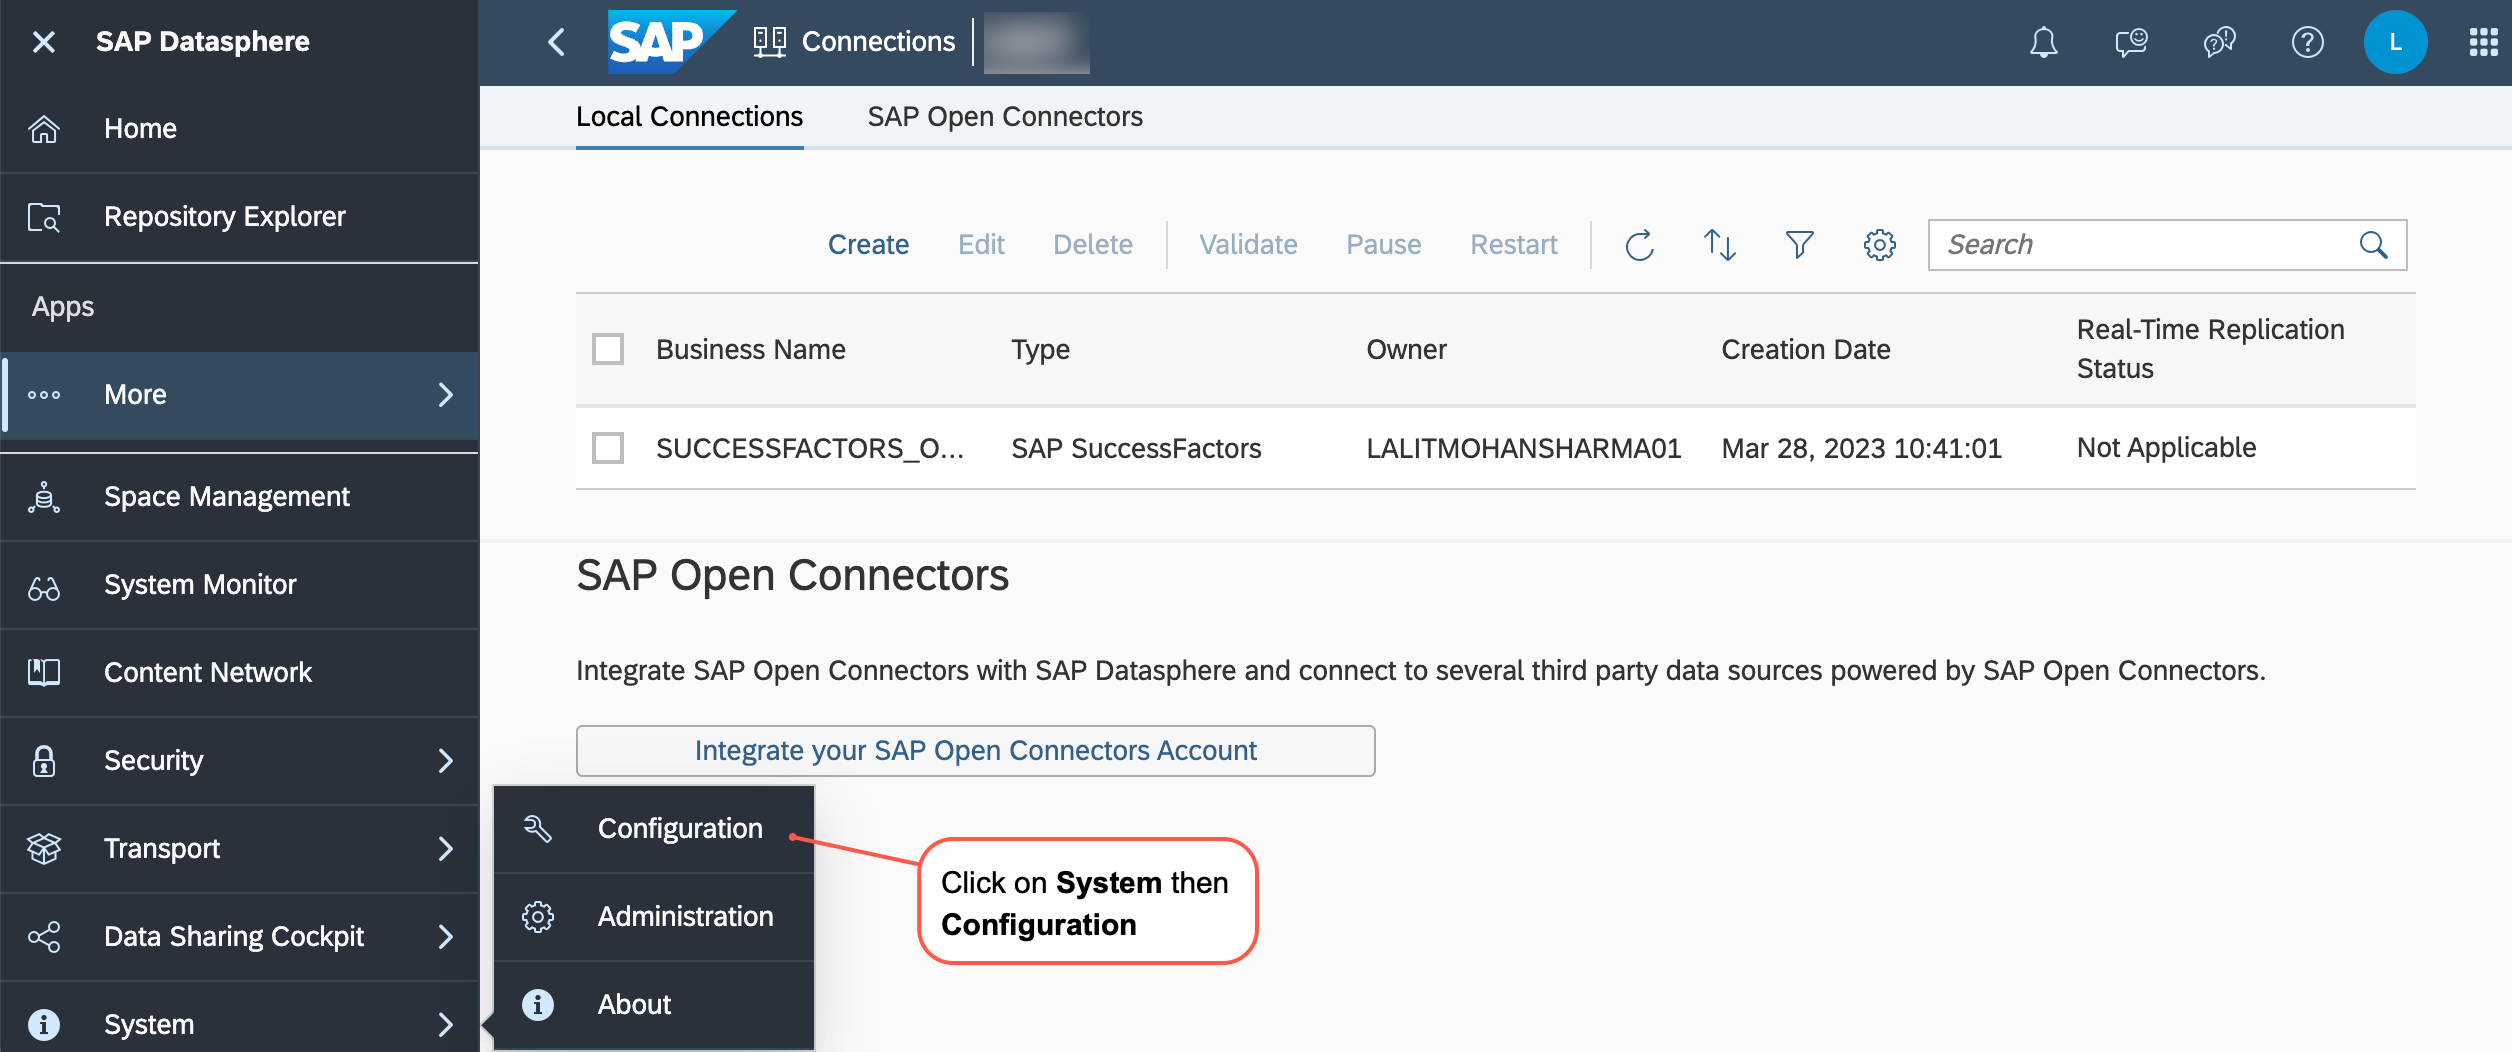 SAP Datasphere
Home
Repository Explorer
Apps
More
Space Management
System Monitor
Content Network
Security
Transport
Data Sharing Cockpit
System
SAP
Connections
L
Local Connections
SAP Open Connectors
Create
Edit
Delete
Validate
Pause
Restart
Search
Business Name
Type
Owner
Creation Date
Real-Time Replication
Status
SUCCESSFACTORS_O...
SAP SuccessFactors
LALITMOHANSHARMA01
Mar 28, 2023 10:41:01
Not Applicable
SAP Open Connectors
Integrate SAP Open Connectors with SAP Datasphere and connect to several third party data sources powered by SAP Open Connectors.
Integrate your SAP Open Connectors Account
Configuration
Administration
About
Click on System then
Configuration